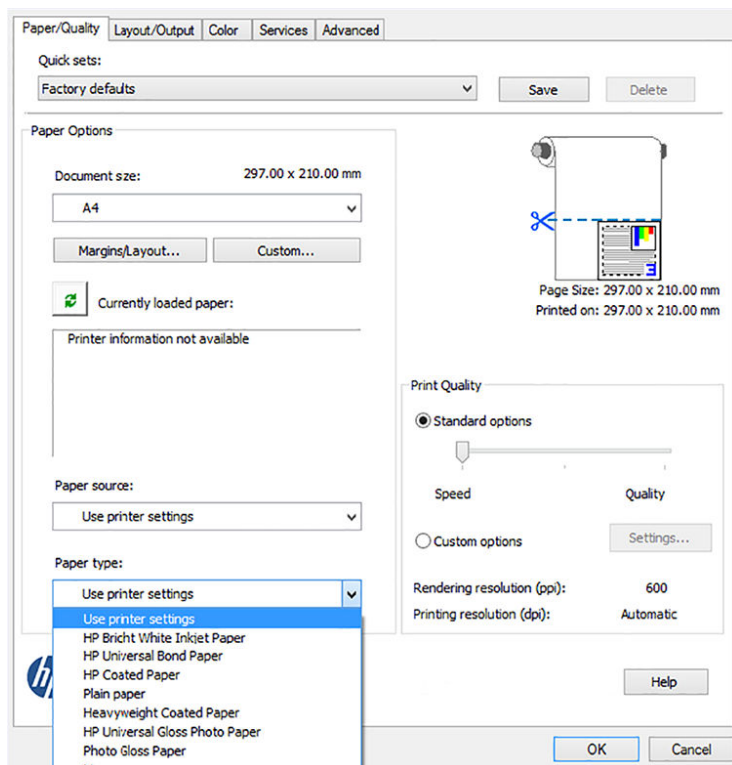 Paper/Quality Layout/Output Color Services Advanced
Quick sets:
Factory defaults Save Delete
Paper Options
Document size: 297.00 x 210.00 mm
A4
Margins/Layout... Custom...
Currently loaded paper:
Printer information not available
Paper source:
Use printer settings
Paper type:
Use printer settings
Use printer settings
HP Bright White Inkjet Paper
HP Universal Bond Paper
HP Coated Paper
Plain paper
Heavyweight Coated Paper
HP Universal Gloss Photo Paper
Photo Gloss Paper
hp
3
Page Size: 297.00 x 210.00 mm
Printed on: 297.00 x 210.00 mm
Print Quality
Standard options
Speed Quality
Custom options Settings...
Rendering resolution (ppi): 600
Printing resolution (dpi): Automatic
Help
OK Cancel